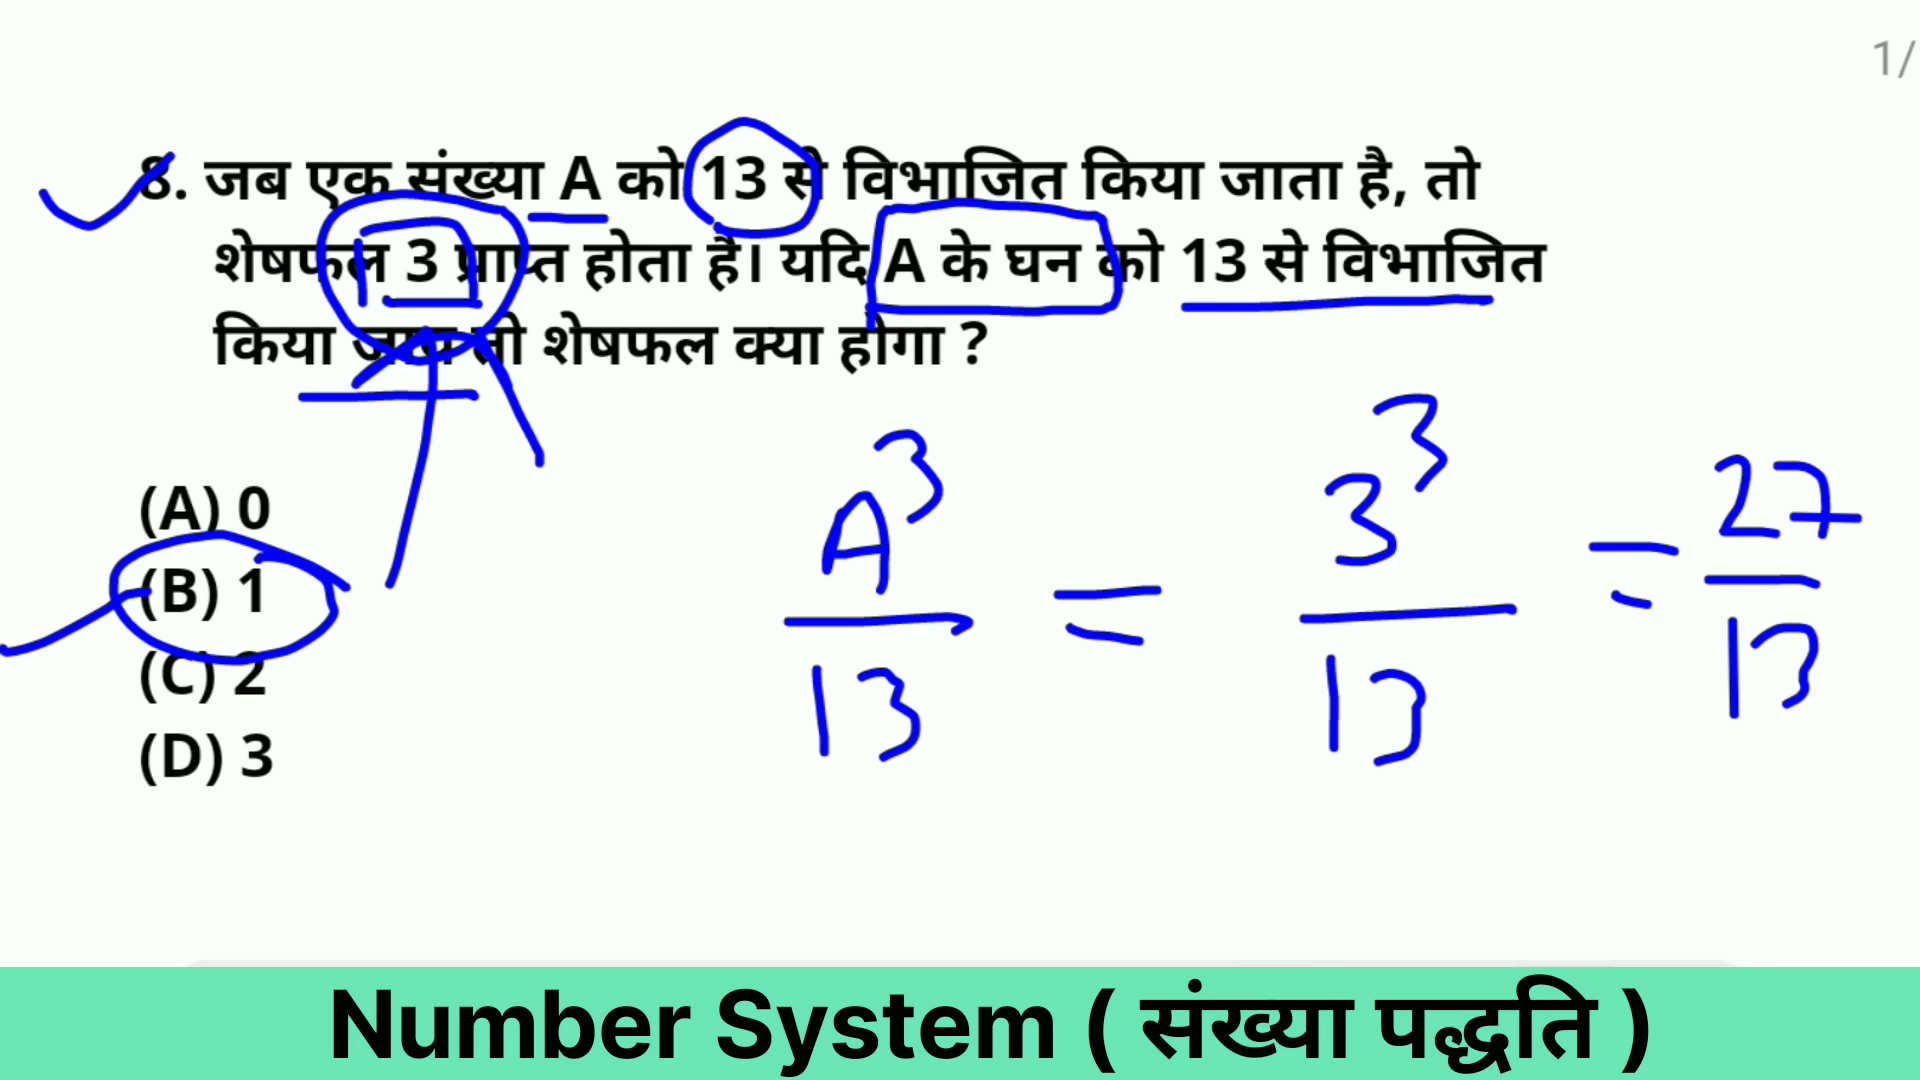 1/
8. जब एक संख्या A को 13 से विभाजित किया जाता है, तो
शेषफल 3 प्राप्त होता है। यदि A के घन को 13 से विभाजित
किया जाय तो शेषफल क्या होगा ?
(A) 0
(B) 1
(C) 2
(D) 3
A³/13 = 3³/13 = 27/13
Number System ( संख्या पद्धति )